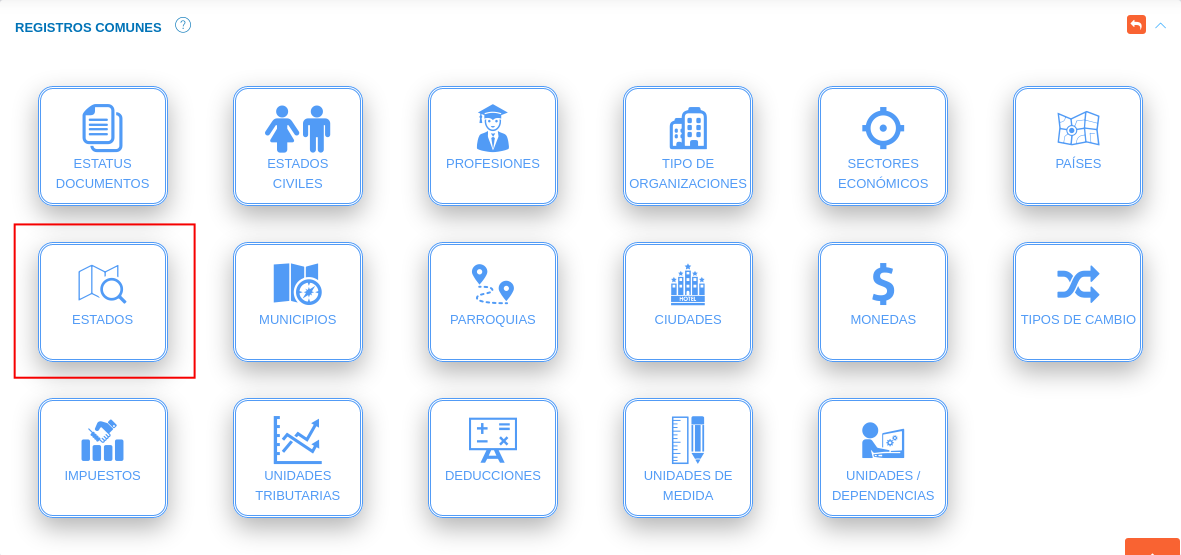 REGISTROS COMUNES
ESTATUS
DOCUMENTOS
ESTADOS
CIVILES
PROFESIONES
TIPO DE
ORGANIZACIONES
SECTORES
ECONÓMICOS
PAÍSES
ESTADOS
MUNICIPIOS
PARROQUIAS
HOTEL
CIUDADES
MONEDAS
TIPOS DE CAMBIO
IMPUESTOS
UNIDADES
TRIBUTARIAS
DEDUCCIONES
UNIDADES DE
MEDIDA
UNIDADES /
DEPENDENCIAS